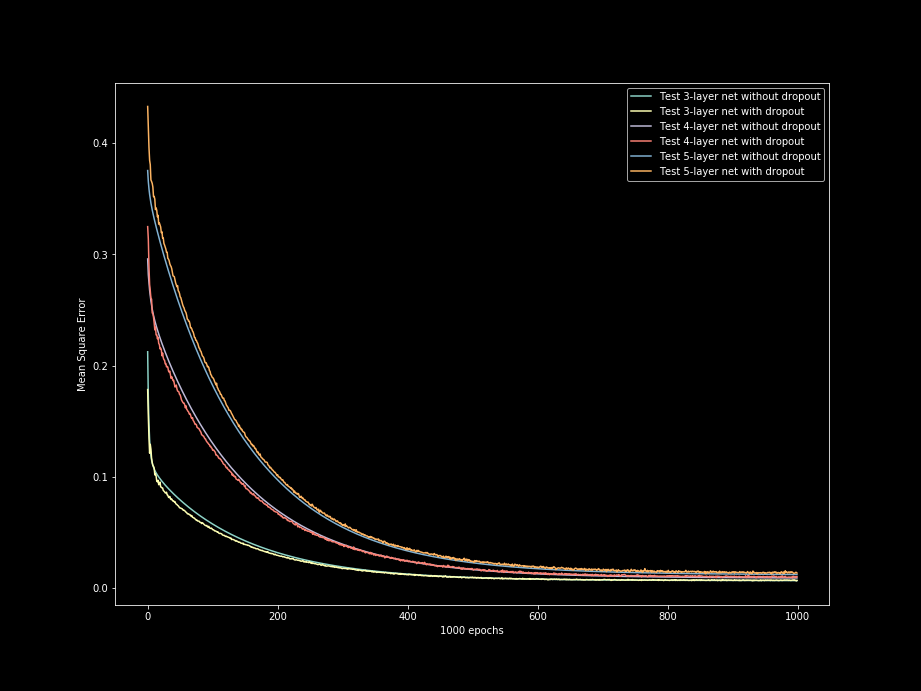 Test 3-layer net without dropout
Test 3-layer net with dropout
Test 4-layer net without dropout
Test 4-layer net with dropout
Test 5-layer net without dropout
Test 5-layer net with dropout
0.4
0.3
0.2
0.1
0.0
Mean Square Error
0 200 400 600 800 1000
1000 epochs